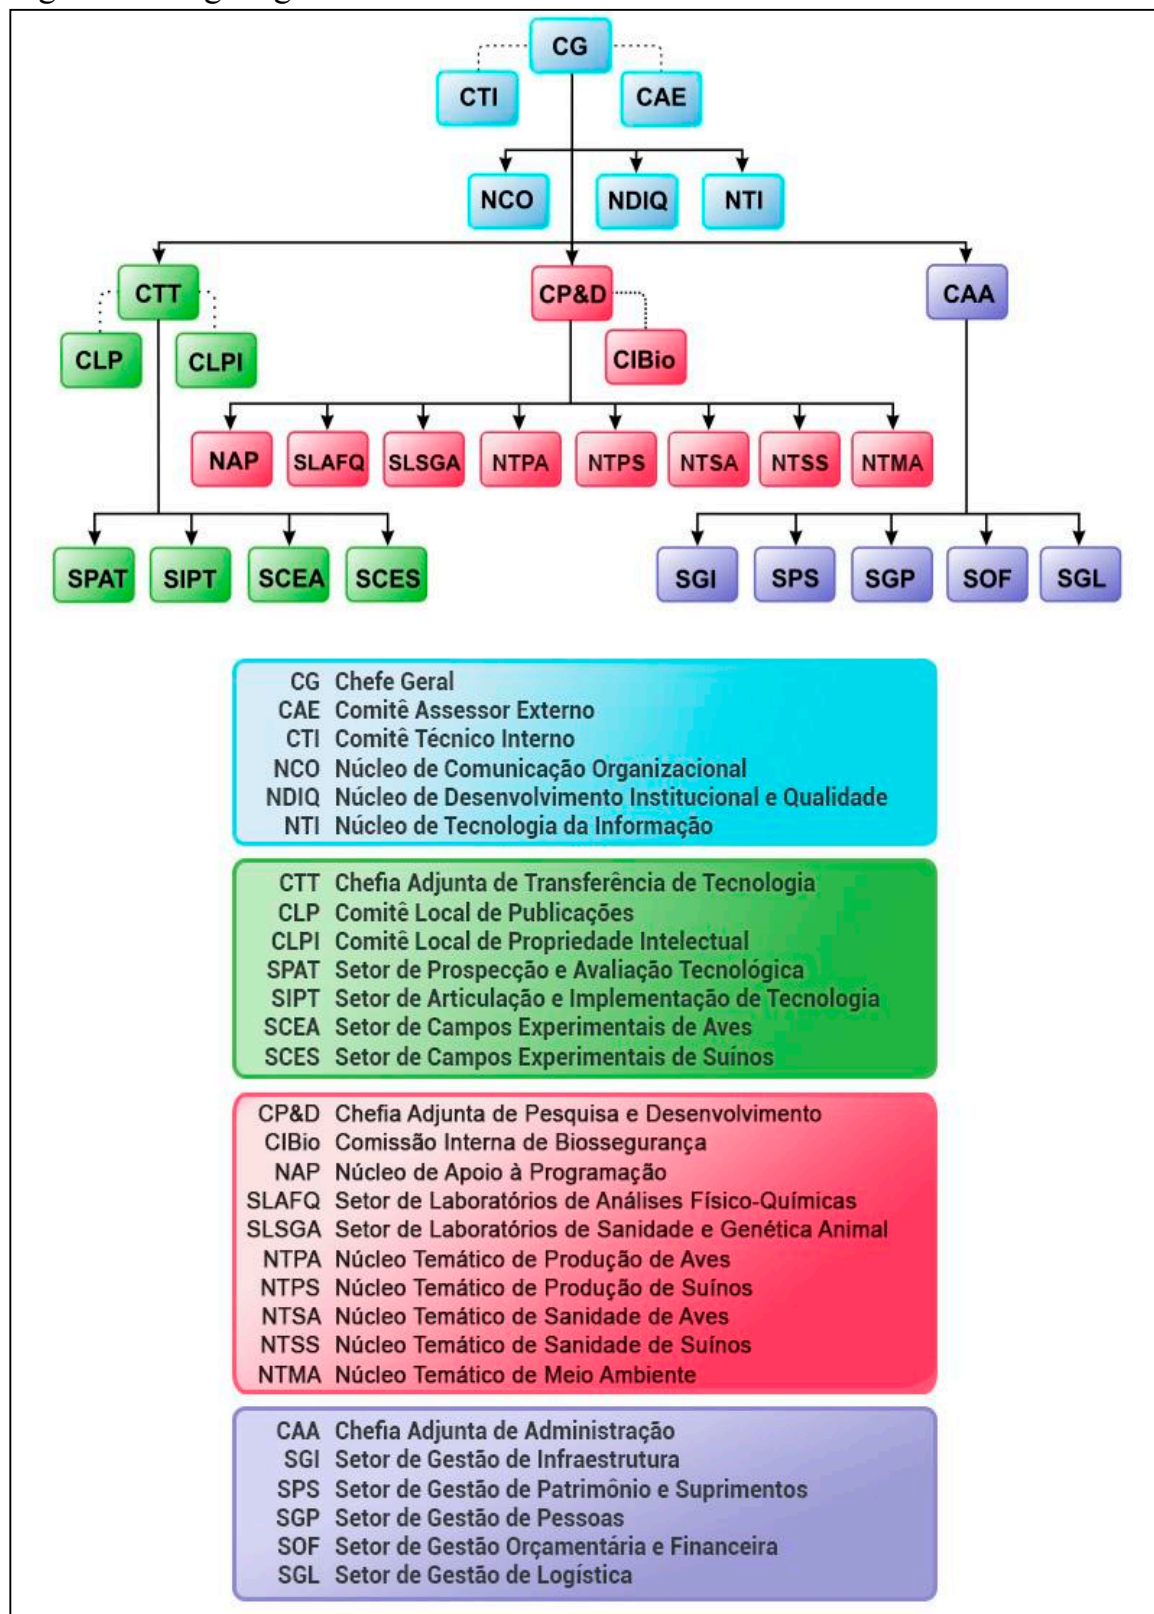 CG
CTI CAE
NCO NDIQ NTI
CTT CP&D CAA
CLP CLPI CIBio
NAP SLAFQ SLSGA NTPA NTPS NTSA NTSS NTMA
SPAT SIPT SCEA SCES SGI SPS SGP SOF SGL
CG Chefe Geral
CAE Comitê Assessor Externo
CTI Comitê Técnico Interno
NCO Núcleo de Comunicação Organizacional
NDIQ Núcleo de Desenvolvimento Institucional e Qualidade
NTI Núcleo de Tecnologia da Informação
CTT Chefia Adjunta de Transferência de Tecnologia
CLP Comitê Local de Publicações
CLPI Comitê Local de Propriedade Intelectual
SPAT Setor de Prospecção e Avaliação Tecnológica
SIPT Setor de Articulação e Implementação de Tecnologia
SCEA Setor de Campos Experimentais de Aves
SCES Setor de Campos Experimentais de Suínos
CP&D Chefia Adjunta de Pesquisa e Desenvolvimento
CIBio Comissão Interna de Biossegurança
NAP Núcleo de Apoio à Programação
SLAFQ Setor de Laboratórios de Análises Físico-Químicas
SLSGA Setor de Laboratórios de Sanidade e Genética Animal
NTPA Núcleo Temático de Produção de Aves
NTPS Núcleo Temático de Produção de Suínos
NTSA Núcleo Temático de Sanidade de Aves
NTSS Núcleo Temático de Sanidade de Suínos
NTMA Núcleo Temático de Meio Ambiente
CAA Chefia Adjunta de Administração
SGI Setor de Gestão de Infraestrutura
SPS Setor de Gestão de Patrimônio e Suprimentos
SGP Setor de Gestão de Pessoas
SOF Setor de Gestão Orçamentária e Financeira
SGL Setor de Gestão de Logística